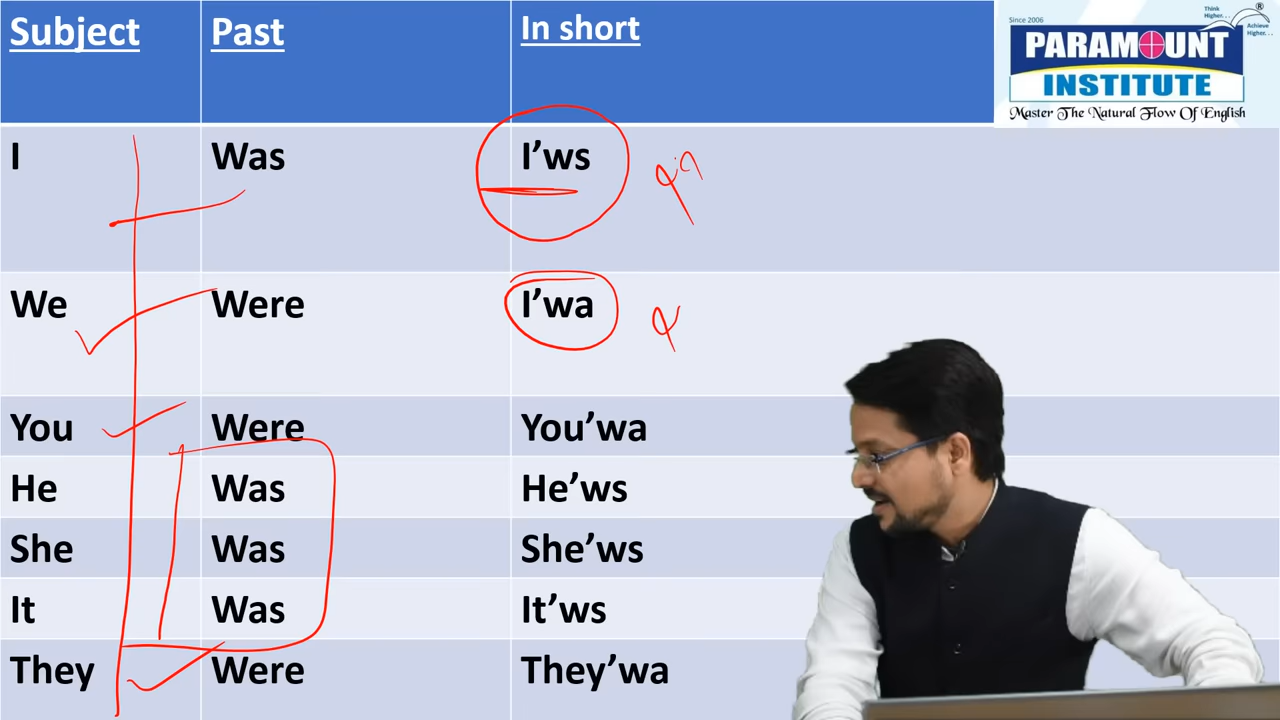 Subject Past In short
Since 2006
Think Higher...
Achieve Higher...
®
PARAMOUNT
INSTITUTE
Master The Natural Flow Of English
I Was I'ws
We Were I'wa
You Were You'wa
He Was He'ws
She Was She'ws
It Was It'ws
They Were They'wa